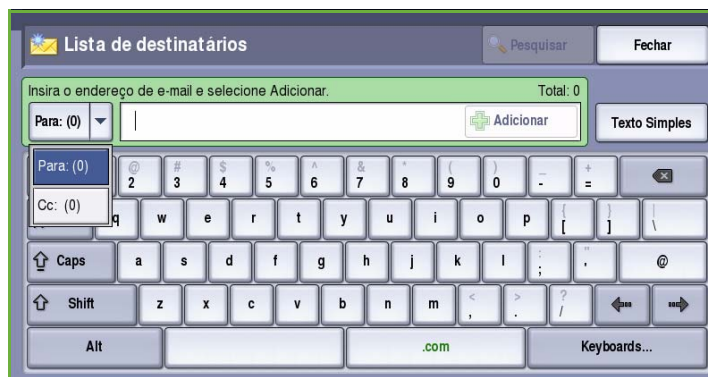 Lista de destinatários Pesquisar Fechar
Insira o endereço de e-mail e selecione Adicionar. Total: 0
Para: (0) Adicionar Texto Simples
Para: (0)
Cc: (0)
@ # $ % ^ & * ( ) _ +
2 3 4 5 6 7 8 9 0 - =
q w e r t y u i o p { [ } ] | \
Caps a s d f g h j k l : ; " ' @
Shift z x c v b n m < , > . ? /
Alt .com Keyboards...